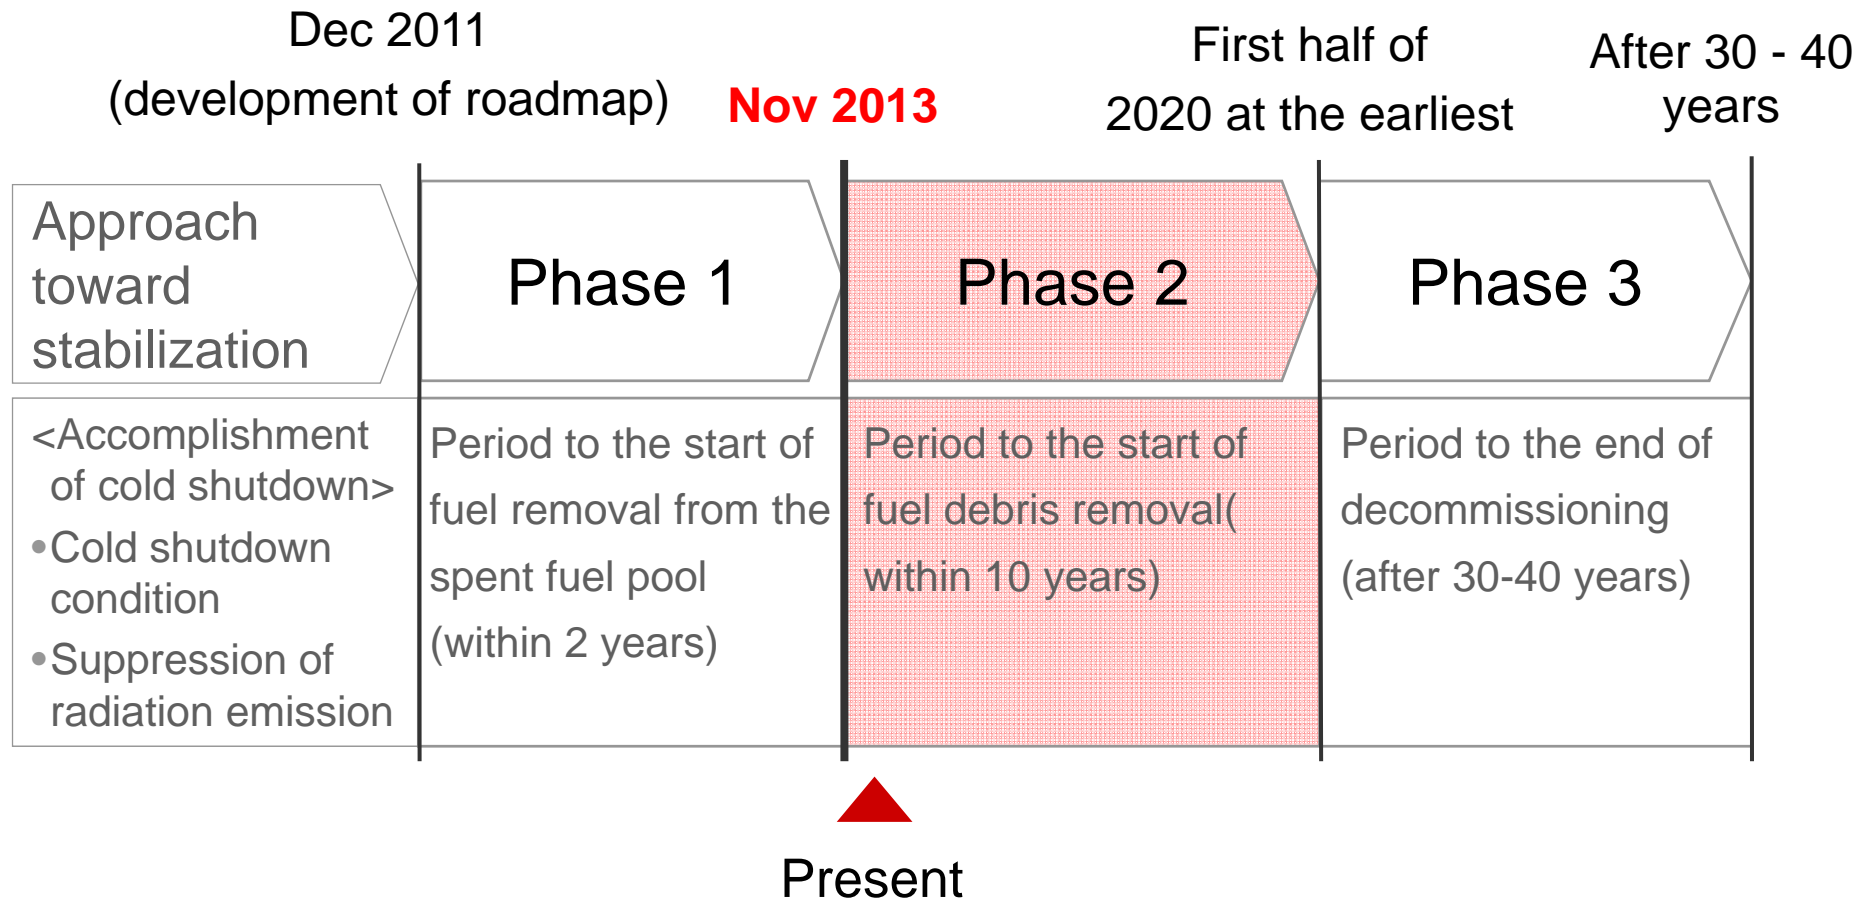 Dec 2011
(development of roadmap)
Nov 2013
First half of
2020 at the earliest
After 30 - 40
years
Approach
toward
stabilization
Phase 1
Phase 2
Phase 3
<Accomplishment
of cold shutdown>
•Cold shutdown
condition
•Suppression of
radiation emission
Period to the start of
fuel removal from the
spent fuel pool
(within 2 years)
Period to the start of
fuel debris removal(
within 10 years)
Period to the end of
decommissioning
(after 30-40 years)
Present